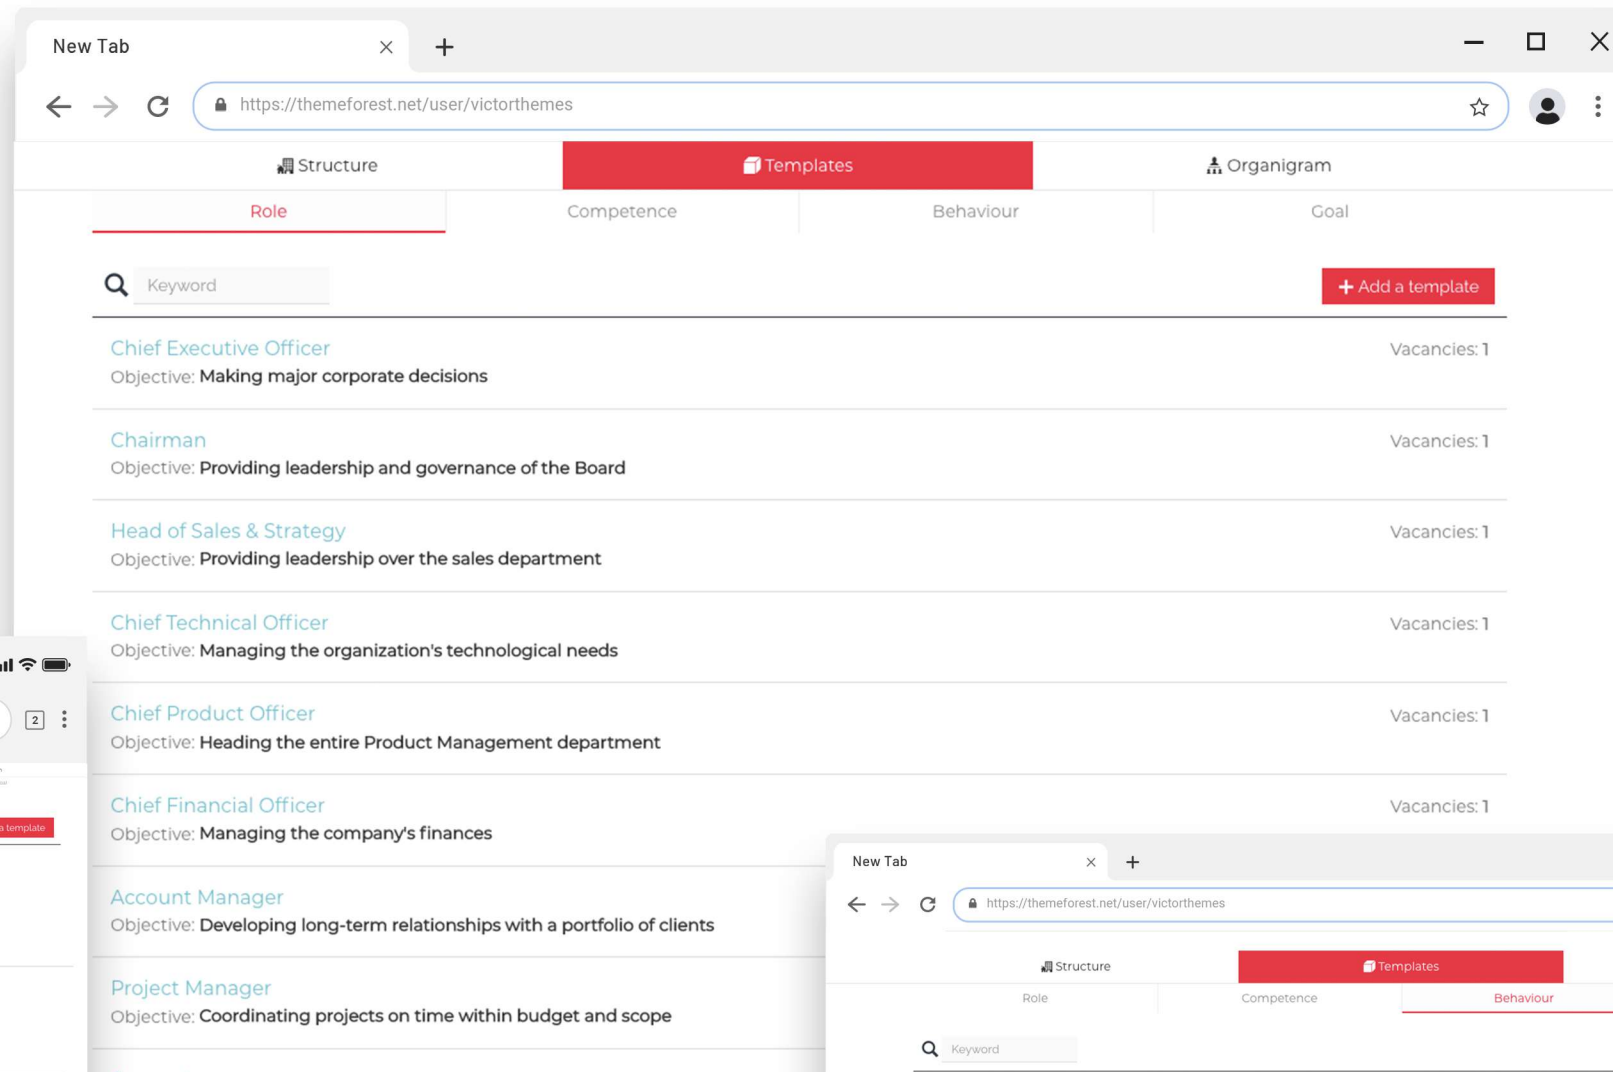 New Tab
https://themeforest.net/user/victorthemes
Structure
Templates
Organigram
Role
Competence
Behaviour
Goal
Keyword
+ Add a template
Chief Executive Officer
Vacancies: 1
Objective: Making major corporate decisions
Chairman
Vacancies: 1
Objective: Providing leadership and governance of the Board
Head of Sales & Strategy
Vacancies: 1
Objective: Providing leadership over the sales department
Chief Technical Officer
Vacancies: 1
Objective: Managing the organization's technological needs
Chief Product Officer
Vacancies: 1
Objective: Heading the entire Product Management department
Chief Financial Officer
Vacancies: 1
Objective: Managing the company's finances
Account Manager
Objective: Developing long-term relationships with a portfolio of clients
Project Manager
Objective: Coordinating projects on time within budget and scope
2
a template
New Tab
https://themeforest.net/user/victorthemes
Structure
Templates
Role
Competence
Behaviour
Keyword